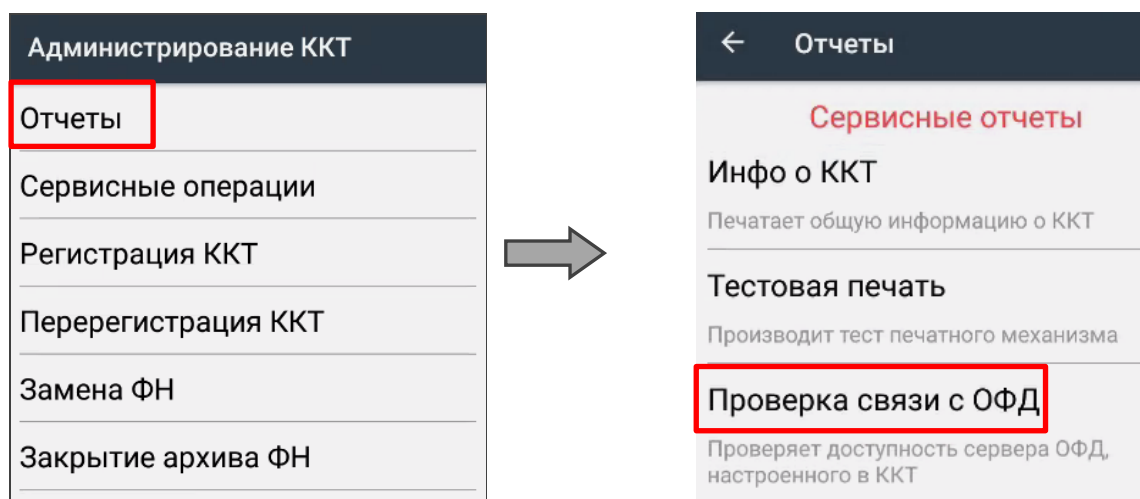 Администрирование ККТ
Отчеты
Сервисные операции
Регистрация ККТ
Перерегистрация ККТ
Замена ФН
Закрытие архива ФН
Отчеты
Сервисные отчеты
Инфо о ККТ
Печатает общую информацию о ККТ
Тестовая печать
Производит тест печатного механизма
Проверка связи с ОФД
Проверяет доступность сервера ОФД,
настроенного в ККТ